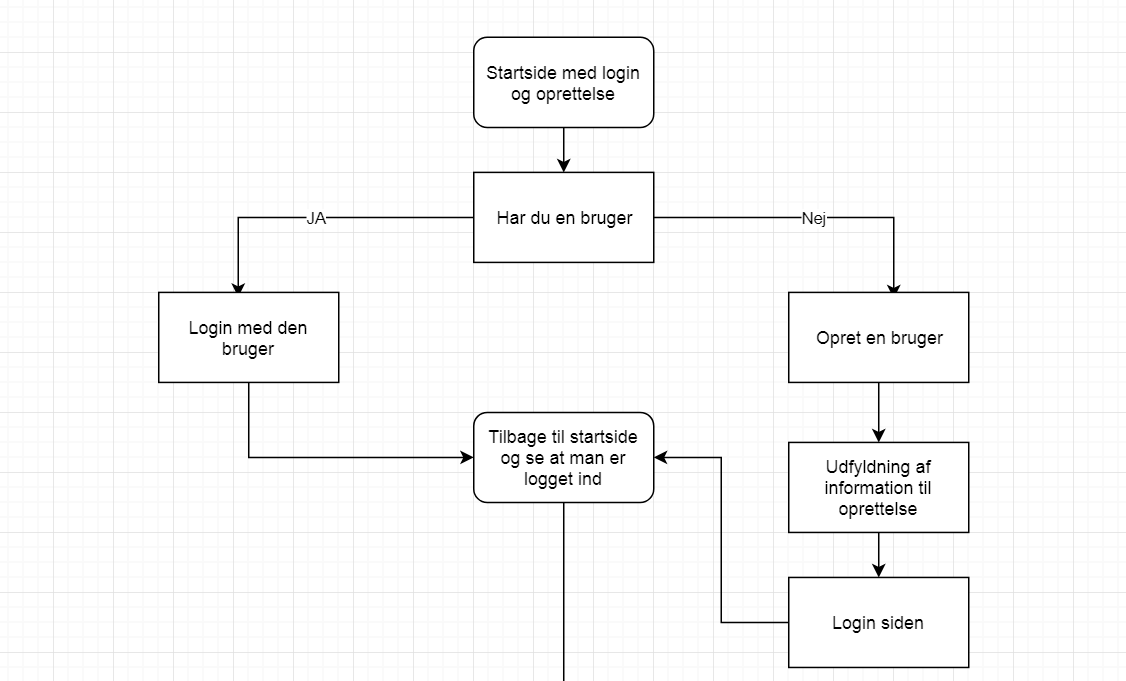 Startside med login
og oprettelse
Har du en bruger
JA
Nej
Login med den
bruger
Opret en bruger
Tilbage til startside
og se at man er
logget ind
Udfyldning af
information til
oprettelse
Login siden